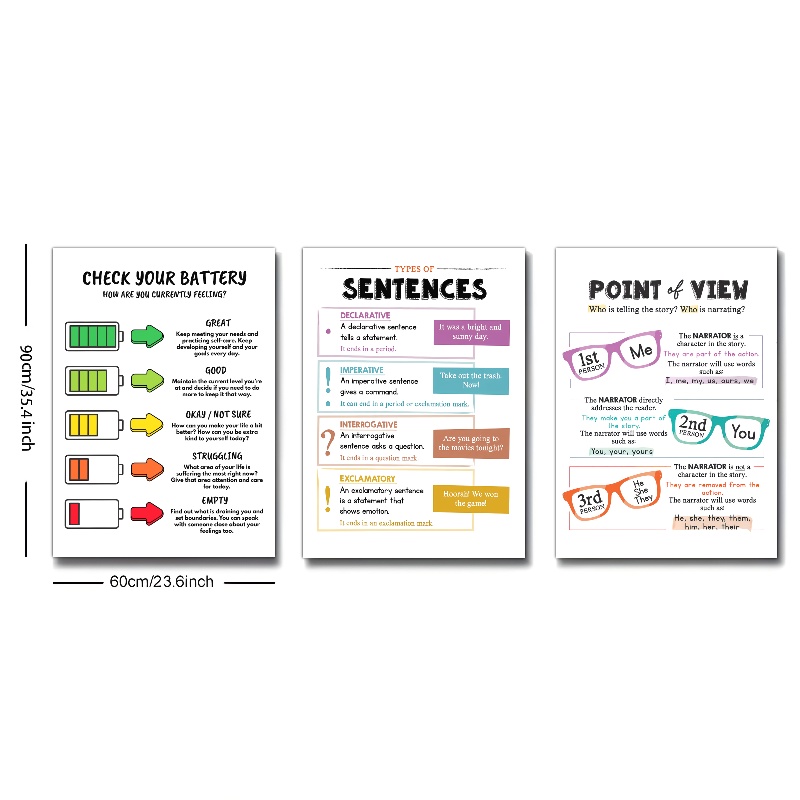 90cm/35.4 inch
60cm/23.6inch
CHECK YOUR BATTERY
HOW ARE YOU CURRENTLY FEELING?
GREAT
Keep meeting your needs and
practicing self-care. Keep
developing yourself and your
goals every day.
GOOD
Maintain the current level you're
at and decide if you need to do
more to keep it that way.
OKAY / NOT SURE
How can you make your life a bit
better? How can you be extra
kind to yourself today?
STRUGGLING
What area of your life is
suffering the most right now?
Give that area attention and care
for today.
EMPTY
Find out what is draining you and
set boundaries. You can speak
with someone close about your
feelings too.
TYPES OF
SENTENCES
DECLARATIVE
A declarative sentence
tells a statement.
It ends in a period.
It was a bright and
sunny day.
.
IMPERATIVE
An imperative sentence
gives a command.
It can end in a period or exclamation mark.
Take out the trash
Now!
!
INTERROGATIVE
An interrogative
sentence asks a question.
It ends in a question mark.
Are you going to
the movies tonight?
?
EXCLAMATORY
An exclamatory sentence
is a statement that
shows emotion.
It ends in an exclamation mark.
Hoorah! We won
the game!
!
POINT of VIEW
Who is telling the story? Who is narrating?
1st
PERSON
Me
The NARRATOR is a
character in the story.
They are part of the action.
The narrator will use words
such as:
I, me, my, us, ours, we
The NARRATOR directly
addresses the reader.
They make you a part of
the story.
The narrator will use words
such as:
You, your, yours
2nd
PERSON
You
3rd
PERSON
He
She
They
The NARRATOR is not a
character in the story.
They are removed from the
action.
The narrator will use words
such as:
He, she, they, them,
him, her, their